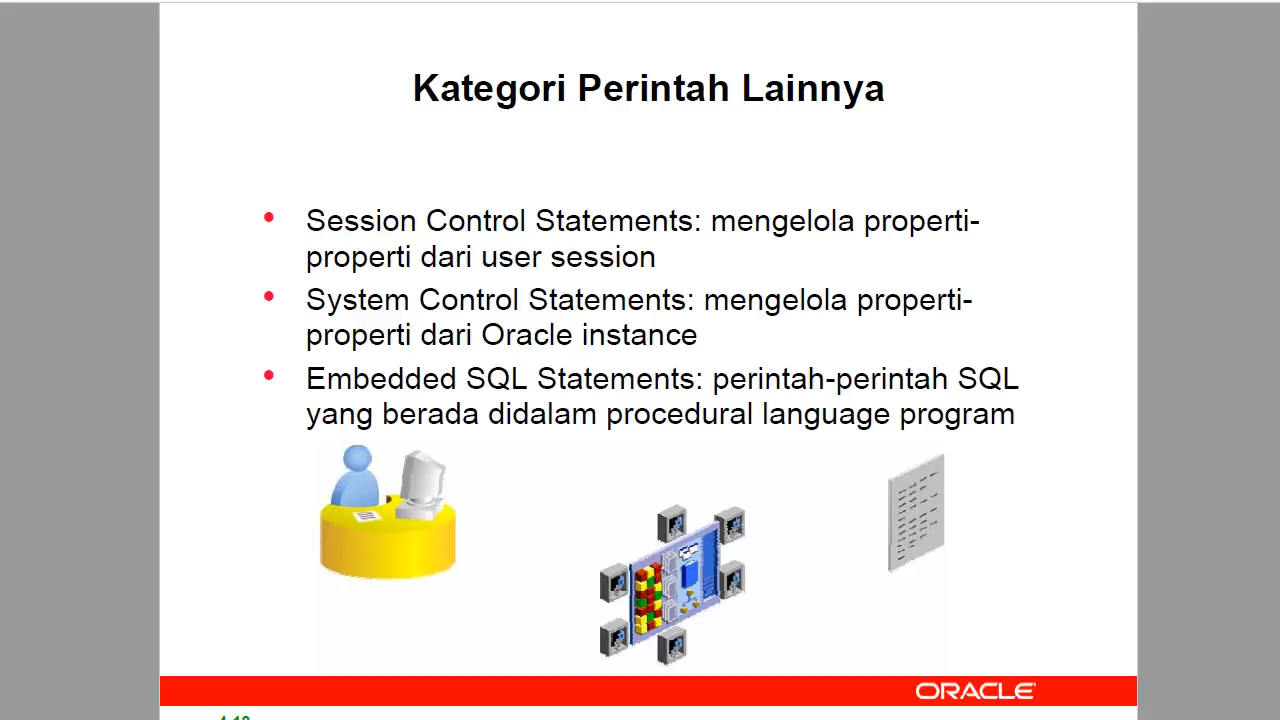 Kategori Perintah Lainnya
• Session Control Statements: mengelola properti-
properti dari user session
• System Control Statements: mengelola properti-
properti dari Oracle instance
• Embedded SQL Statements: perintah-perintah SQL
yang berada didalam procedural language program
ORACLE